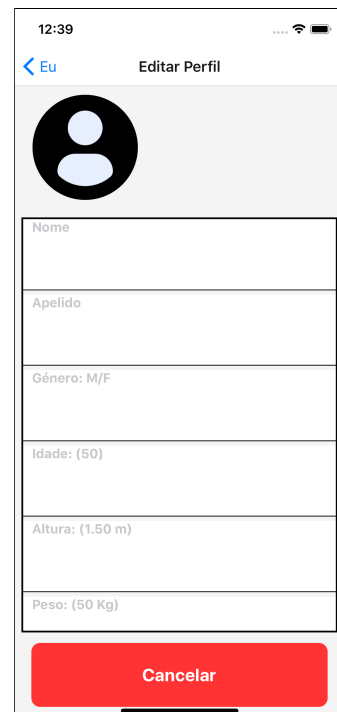 12:39
Eu
Editar Perfil
Nome
Apelido
Género: M/F
Idade: (50)
Altura: (1.50 m)
Peso: (50 Kg)
Cancelar